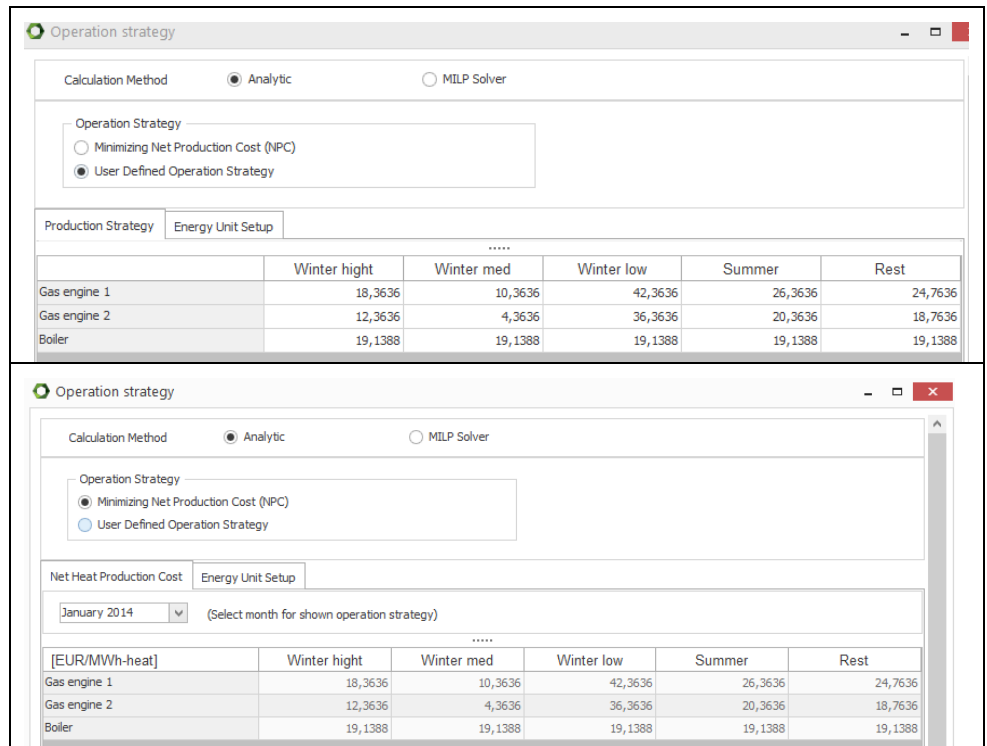 Operation strategy
Calculation Method Analytic MILP Solver
Operation Strategy
Minimizing Net Production Cost (NPC)
User Defined Operation Strategy
Production Strategy Energy Unit Setup
Winter hight Winter med Winter low Summer Rest
Gas engine 1 18,3636 10,3636 42,3636 26,3636 24,7636
Gas engine 2 12,3636 4,3636 36,3636 20,3636 18,7636
Boiler 19,1388 19,1388 19,1388 19,1388 19,1388
Operation strategy
Calculation Method Analytic MILP Solver
Operation Strategy
Minimizing Net Production Cost (NPC)
User Defined Operation Strategy
Net Heat Production Cost Energy Unit Setup
January 2014 (Select month for shown operation strategy)
[EUR/MWh-heat] Winter hight Winter med Winter low Summer Rest
Gas engine 1 18,3636 10,3636 42,3636 26,3636 24,7636
Gas engine 2 12,3636 4,3636 36,3636 20,3636 18,7636
Boiler 19,1388 19,1388 19,1388 19,1388 19,1388